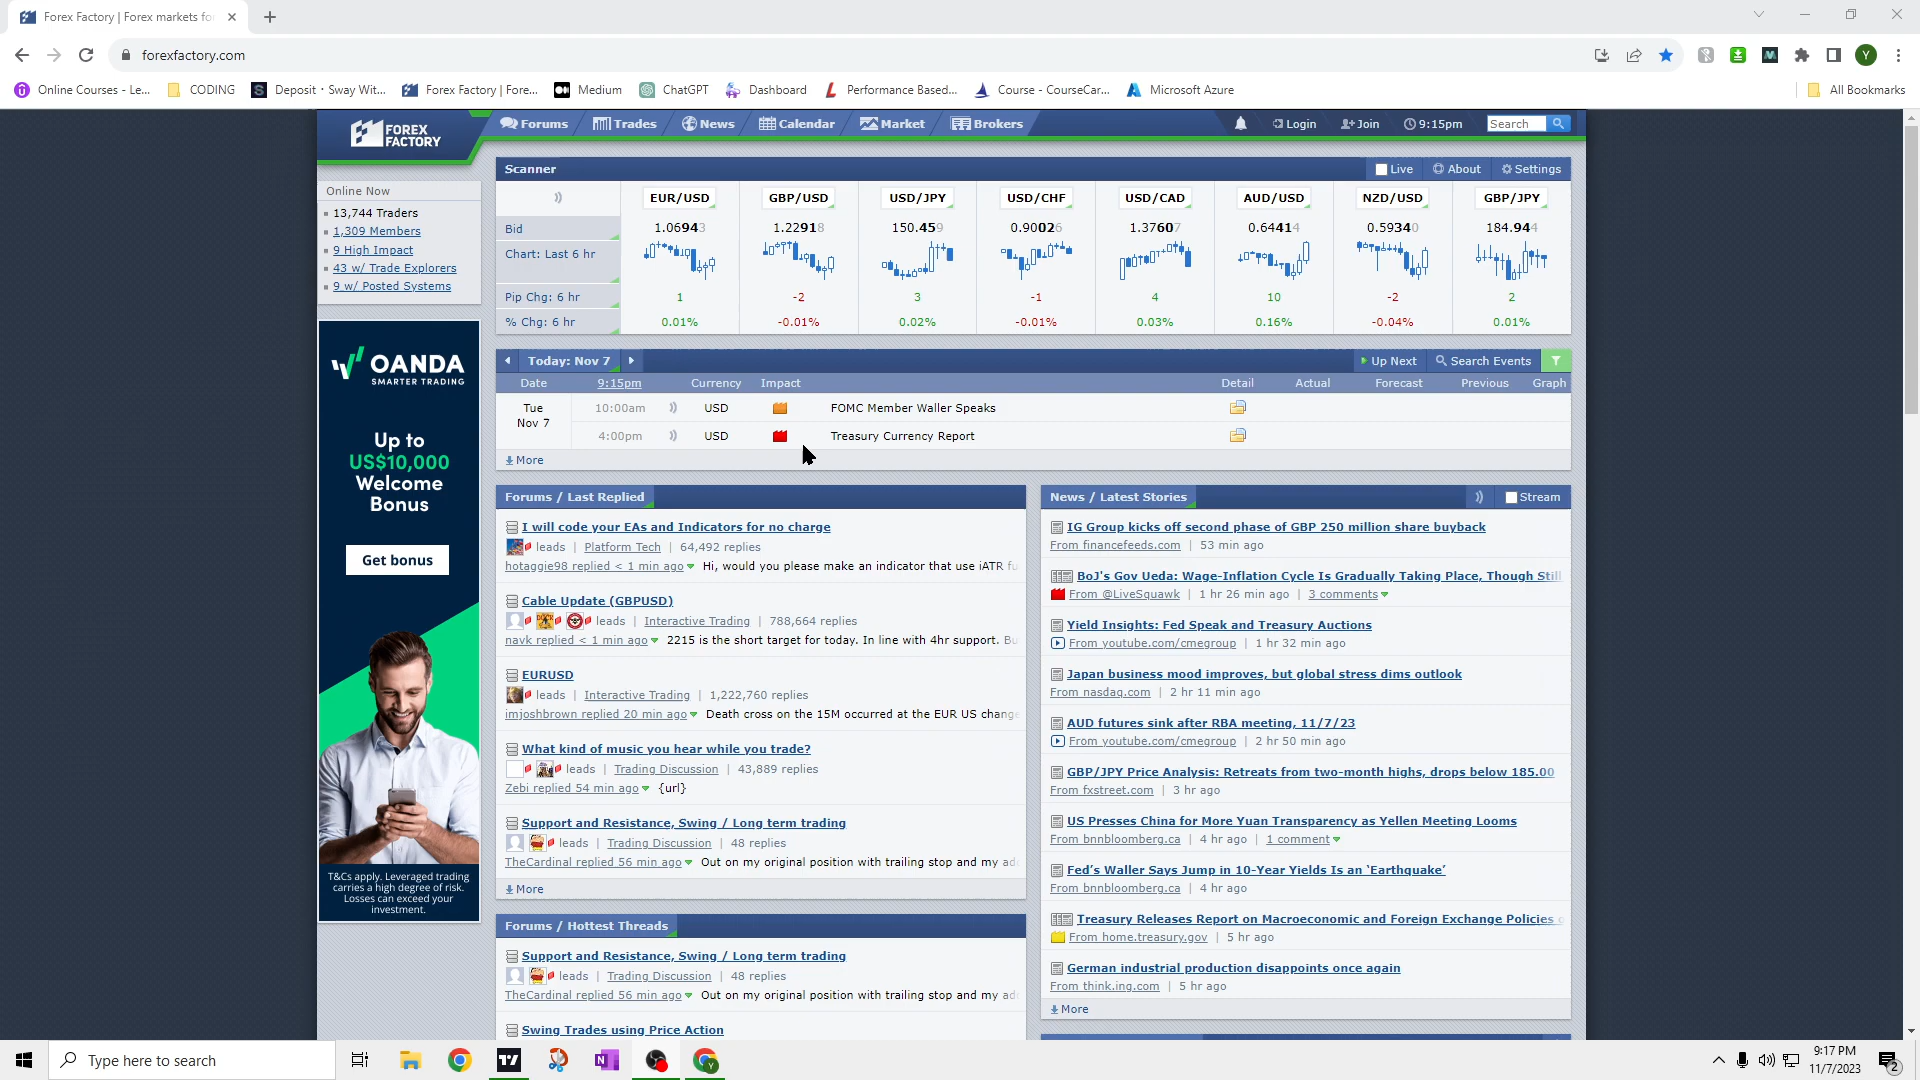 Forex Factory | Forex markets fo
forexfactory.com
Online Courses - Le...
CODING
Deposit · Sway Wit...
Forex Factory | Fore...
Medium
ChatGPT
Dashboard
Performance Based...
Course - CourseCar...
Microsoft Azure
All Bookmarks
FOREX FACTORY
Forums
Trades
News
Calendar
Market
Brokers
Login
Join
9:15pm
Search
Online Now
13,744 Traders
1,309 Members
9 High Impact
43 w/ Trade Explorers
9 w/ Posted Systems
OANDA
SMARTER TRADING
Up to
US$10,000
Welcome
Bonus
Get bonus
T&Cs apply. Leveraged trading
carries a high degree of risk.
Losses can exceed your
investment.
Scanner
Live
About
Settings
EUR/USD GBP/USD USD/JPY USD/CHF USD/CAD AUD/USD NZD/USD GBP/JPY
Bid 1.06943 1.22918 150.459 0.90026 1.37607 0.64414 0.59340 184.944
Chart: Last 6 hr
Pip Chg: 6 hr 1 -2 3 -1 4 10 -2 2
% Chg: 6 hr 0.01% -0.01% 0.02% -0.01% 0.03% 0.16% -0.04% 0.01%
Today: Nov 7
Up Next
Search Events
Date 9:15pm Currency Impact Detail Actual Forecast Previous Graph
Tue
Nov 7
10:00am USD FOMC Member Waller Speaks
4:00pm USD Treasury Currency Report
More
Forums / Last Replied
I will code your EAs and Indicators for no charge
leads | Platform Tech | 64,492 replies
hotaggie98 replied < 1 min ago Hi, would you please make an indicator that use iATR fu
Cable Update (GBPUSD)
leads | Interactive Trading | 788,664 replies
navk replied < 1 min ago 2215 is the short target for today. In line with 4hr support. Bu
EURUSD
leads | Interactive Trading | 1,222,760 replies
imjoshbrown replied 20 min ago Death cross on the 15M occurred at the EUR US change
What kind of music you hear while you trade?
leads | Trading Discussion | 43,889 replies
Zebi replied 54 min ago {url}
Support and Resistance, Swing / Long term trading
leads | Trading Discussion | 48 replies
TheCardinal replied 56 min ago Out on my original position with trailing stop and my ad
More
Forums / Hottest Threads
Support and Resistance, Swing / Long term trading
leads | Trading Discussion | 48 replies
TheCardinal replied 56 min ago Out on my original position with trailing stop and my ad
Swing Trades using Price Action
News / Latest Stories
Stream
IG Group kicks off second phase of GBP 250 million share buyback
From financefeeds.com | 53 min ago
BoJ's Gov Ueda: Wage-Inflation Cycle Is Gradually Taking Place, Though Still
From @LiveSquawk | 1 hr 26 min ago | 3 comments
Yield Insights: Fed Speak and Treasury Auctions
From youtube.com/cmegroup | 1 hr 32 min ago
Japan business mood improves, but global stress dims outlook
From nasdaq.com | 2 hr 11 min ago
AUD futures sink after RBA meeting, 11/7/23
From youtube.com/cmegroup | 2 hr 50 min ago
GBP/JPY Price Analysis: Retreats from two-month highs, drops below 185.00
From fxstreet.com | 3 hr ago
US Presses China for More Yuan Transparency as Yellen Meeting Looms
From bnnbloomberg.ca | 4 hr ago | 1 comment
Fed’s Waller Says Jump in 10-Year Yields Is an ‘Earthquake’
From bnnbloomberg.ca | 4 hr ago
Treasury Releases Report on Macroeconomic and Foreign Exchange Policies o
From home.treasury.gov | 5 hr ago
German industrial production disappoints once again
From think.ing.com | 5 hr ago
More
Type here to search
9:17 PM
11/7/2023
2